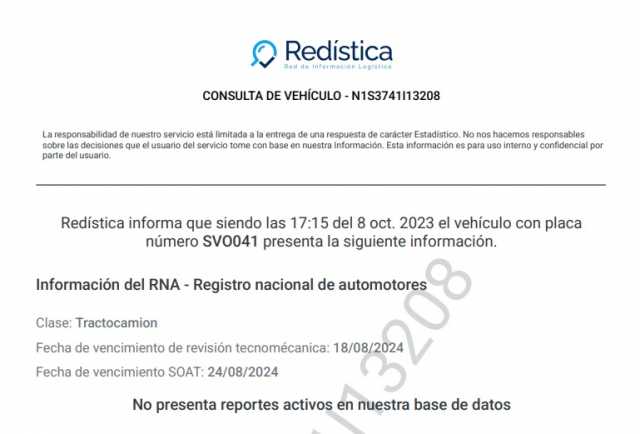 Redística
Red de Información Logística
CONSULTA DE VEHÍCULO - N1S3741I13208
La responsabilidad de nuestro servicio está limitada a la entrega de una respuesta de carácter Estadístico. No nos hacemos responsables
sobre las decisiones que el usuario del servicio tome con base en nuestra Información. Esta información es para uso interno y confidencial por
parte del usuario.
Redística informa que siendo las 17:15 del 8 oct. 2023 el vehículo con placa
número SVO041 presenta la siguiente información.
Información del RNA - Registro nacional de automotores
Clase: Tractocamion
Fecha de vencimiento de revisión tecnomécanica: 18/08/2024
Fecha de vencimiento SOAT: 24/08/2024
No presenta reportes activos en nuestra base de datos
I13208